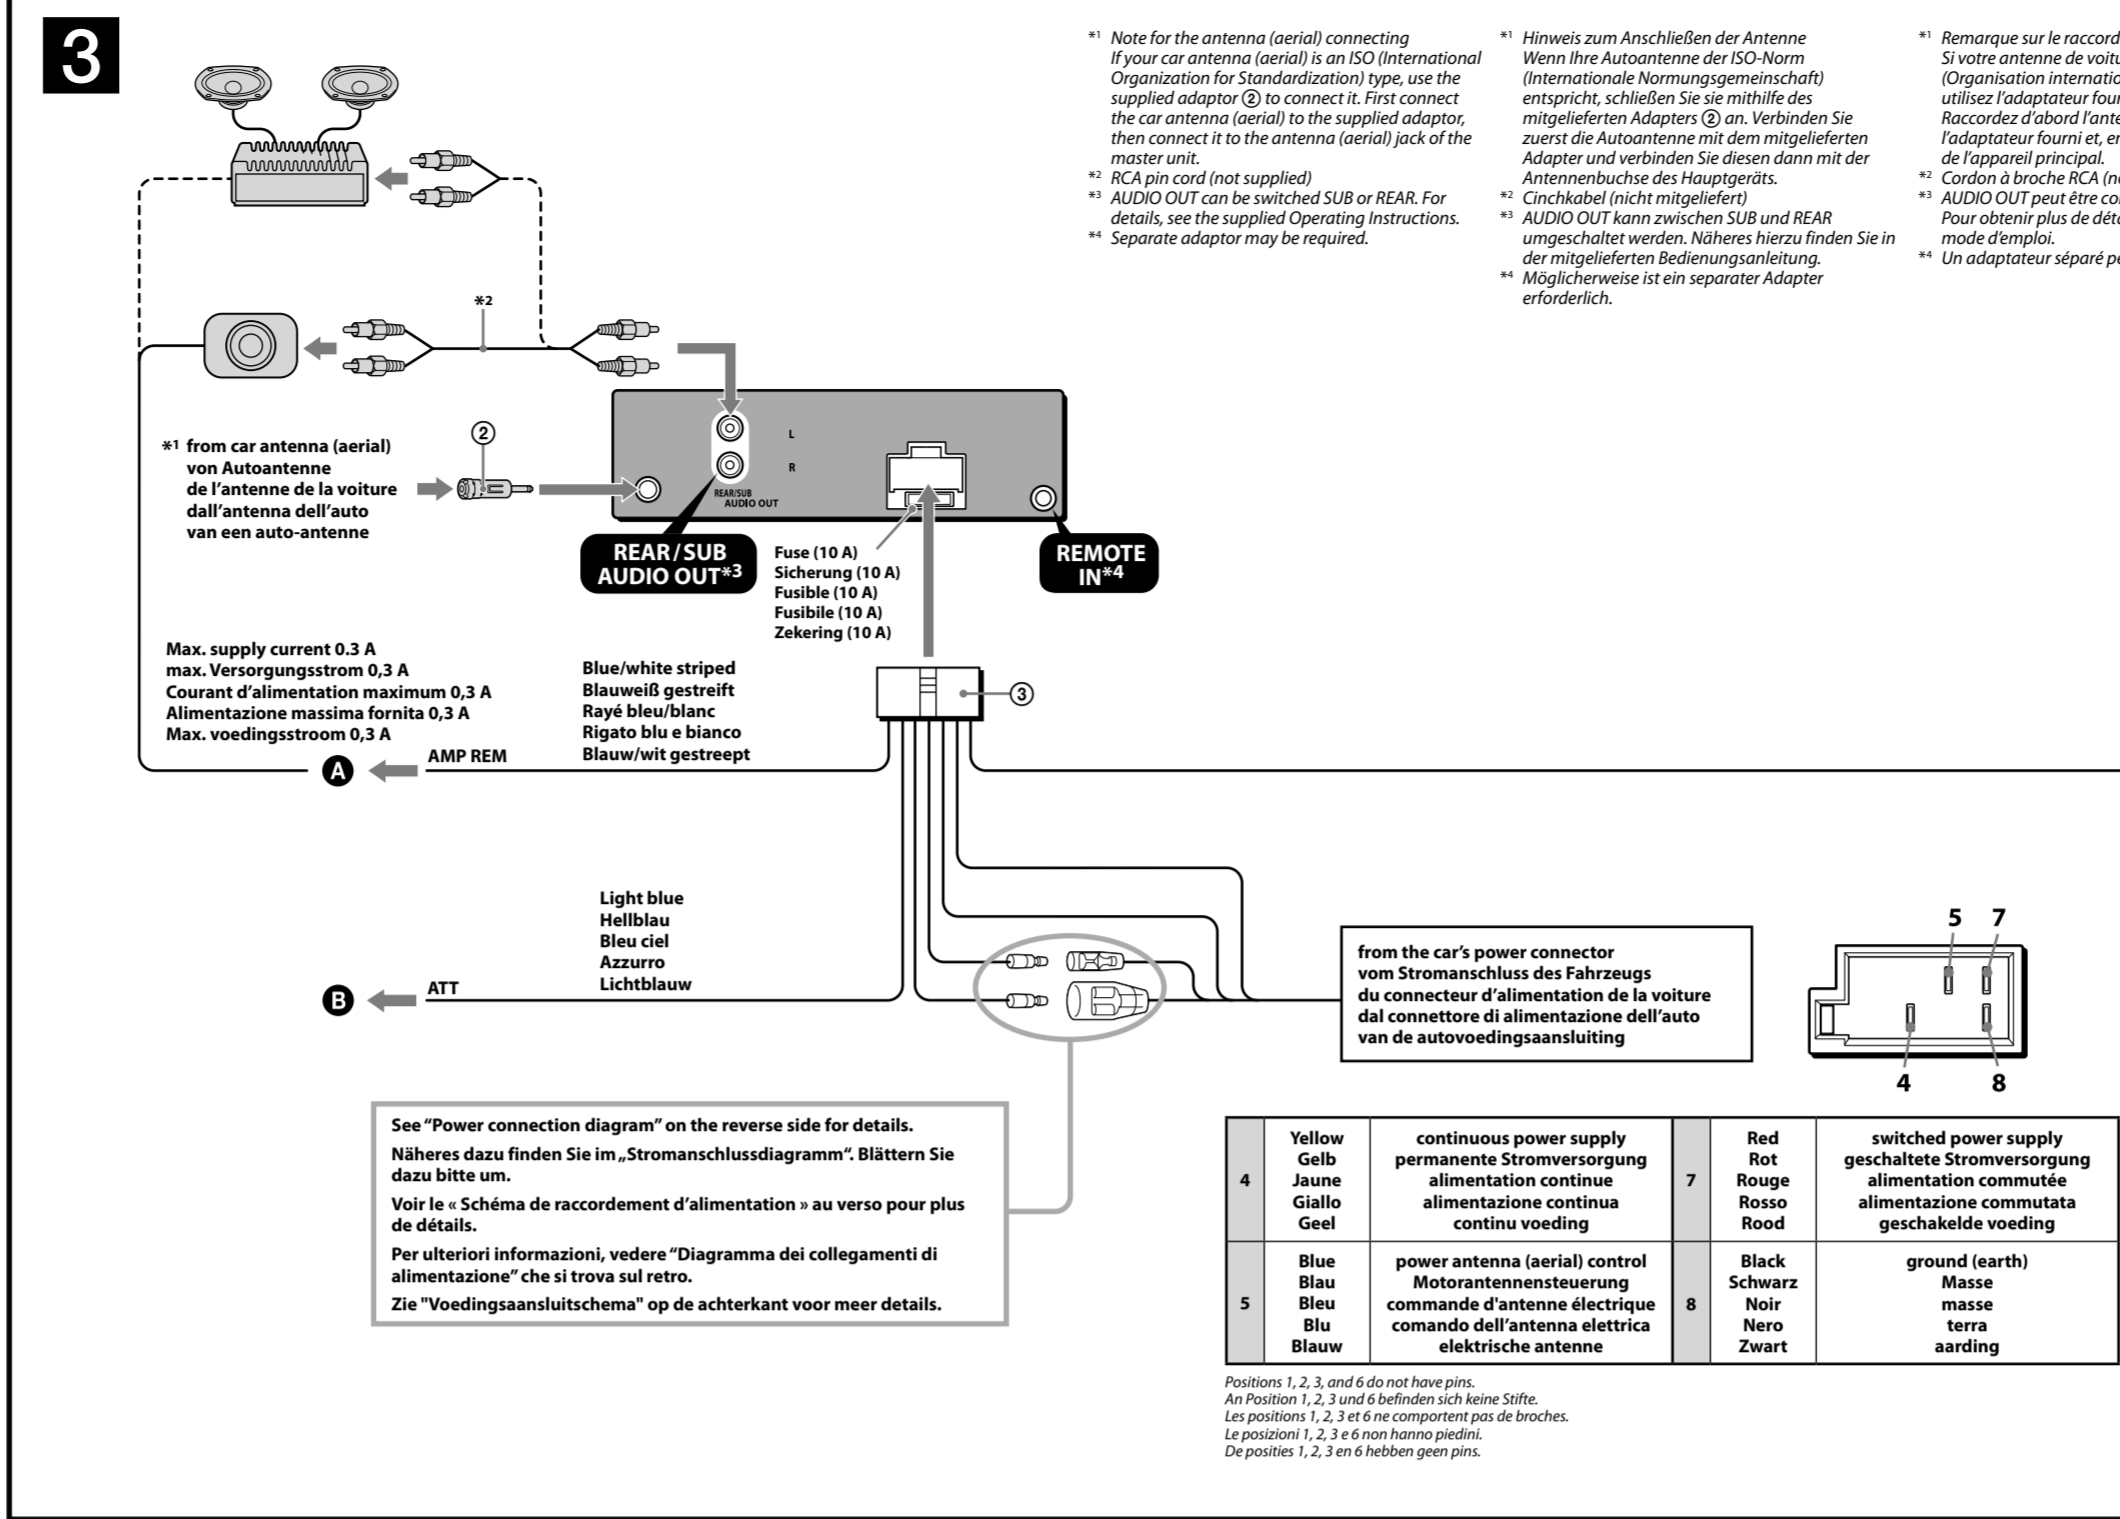 3
*1 Note for the antenna (aerial) connecting
If your car antenna (aerial) is an ISO (International
Organization for Standardization) type, use the
supplied adaptor ② to connect it. First connect
the car antenna (aerial) to the supplied adaptor,
then connect it to the antenna (aerial) jack of the
master unit.
*2 RCA pin cord (not supplied)
*3 AUDIO OUT can be switched SUB or REAR. For
details, see the supplied Operating Instructions.
*4 Separate adaptor may be required.
*1 Hinweis zum Anschließen der Antenne
Wenn Ihre Autoantenne der ISO-Norm
(Internationale Normungsgemeinschaft)
entspricht, schließen Sie sie mithilfe des
mitgelieferten Adapters ② an. Verbinden Sie
zuerst die Autoantenne mit dem mitgelieferten
Adapter und verbinden Sie diesen dann mit der
Antennenbuchse des Hauptgeräts.
*2 Cinchkabel (nicht mitgeliefert)
*3 AUDIO OUT kann zwischen SUB und REAR
umgeschaltet werden. Näheres hierzu finden Sie in
der mitgelieferten Bedienungsanleitung.
*4 Möglicherweise ist ein separater Adapter
erforderlich.
*1 Remarque sur le
Si votre antenne de
(Organisation
utilisez l'adaptateur
Raccordez d'abord
l'adaptateur fourni et,
de l'appareil principal.
*2 Cordon à broche RCA
*3 AUDIO OUT peut être
Pour obtenir plus de
mode d'emploi.
*4 Un adaptateur séparé
*2
*1 from car antenna (aerial)
von Autoantenne
de l'antenne de la voiture
dall'antenna dell'auto
van een auto-antenne
②
L
R
REAR/SUB
AUDIO OUT
REAR/SUB
AUDIO OUT*3
Fuse (10 A)
Sicherung (10 A)
Fusible (10 A)
Fusibile (10 A)
Zekering (10 A)
REMOTE
IN*4
Max. supply current 0.3 A
max. Versorgungsstrom 0,3 A
Courant d'alimentation maximum 0,3 A
Alimentazione massima fornita 0,3 A
Max. voedingsstroom 0,3 A
Blue/white striped
Blauweiß gestreift
Rayé bleu/blanc
Rigato blu e bianco
Blauw/wit gestreept
③
A
AMP REM
Light blue
Hellblau
Bleu ciel
Azzurro
Lichtblauw
B
ATT
from the car's power connector
vom Stromanschluss des Fahrzeugs
du connecteur d'alimentation de la voiture
dal connettore di alimentazione dell'auto
van de autovoedingsaansluiting
5 7
4 8
See “Power connection diagram” on the reverse side for details.
Näheres dazu finden Sie im „Stromanschlussdiagramm“. Blättern Sie
dazu bitte um.
Voir le « Schéma de raccordement d'alimentation » au verso pour plus
de détails.
Per ulteriori informazioni, vedere “Diagramma dei collegamenti di
alimentazione” che si trova sul retro.
Zie "Voedingsaansluitschema" op de achterkant voor meer details.
4
Yellow
Gelb
Jaune
Giallo
Geel
continuous power supply
permanente Stromversorgung
alimentation continue
alimentazione continua
continu voeding
7
Red
Rot
Rouge
Rosso
Rood
switched power supply
geschaltete Stromversorgung
alimentation commutée
alimentazione commutata
geschakelde voeding
5
Blue
Blau
Bleu
Blu
Blauw
power antenna (aerial) control
Motorantennensteuerung
commande d'antenne électrique
comando dell'antenna elettrica
elektrische antenne
8
Black
Schwarz
Noir
Nero
Zwart
ground (earth)
Masse
masse
terra
aarding
Positions 1, 2, 3, and 6 do not have pins.
An Position 1, 2, 3 und 6 befinden sich keine Stifte.
Les positions 1, 2, 3 et 6 ne comportent pas de broches.
Le posizioni 1, 2, 3 e 6 non hanno piedini.
De posities 1, 2, 3 en 6 hebben geen pins.